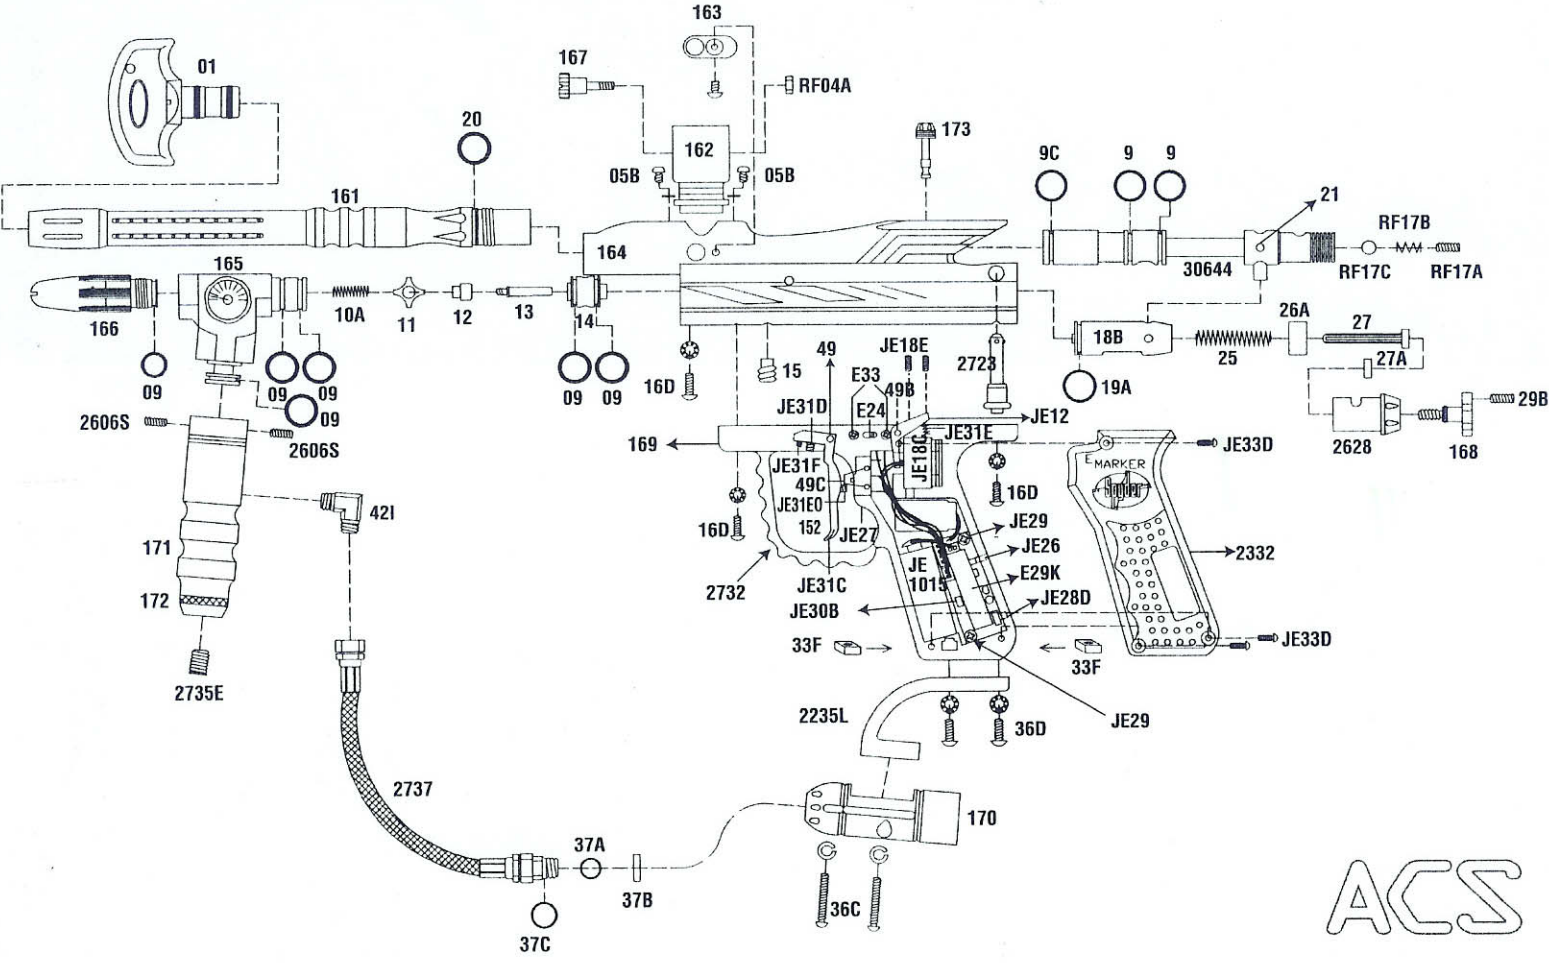 163
167
01
RF04A
20
173
162
9C
9
9
05B
05B
161
21
RF17B
164
165
30644
RF17C
RF17A
166
10A
11
12
13
14
26A
27
18B
25
27A
49
JE18E
2723
09
09
09
09
09
09
16D
15
E33
49B
19A
29B
2606S
2606S
JE31D
E24
JE12
JE31E
169
2628
168
JE33D
JE31F
JE18C
E MARKER
49C
JE31EO
16D
42I
16D
152
JE27
JE29
171
JE26
2332
JE
1015
E29K
172
2732
JE31C
JE30B
JE28D
33F
33F
JE33D
2735E
2235L
36D
JE29
2737
170
37A
37B
36C
37C
ACS